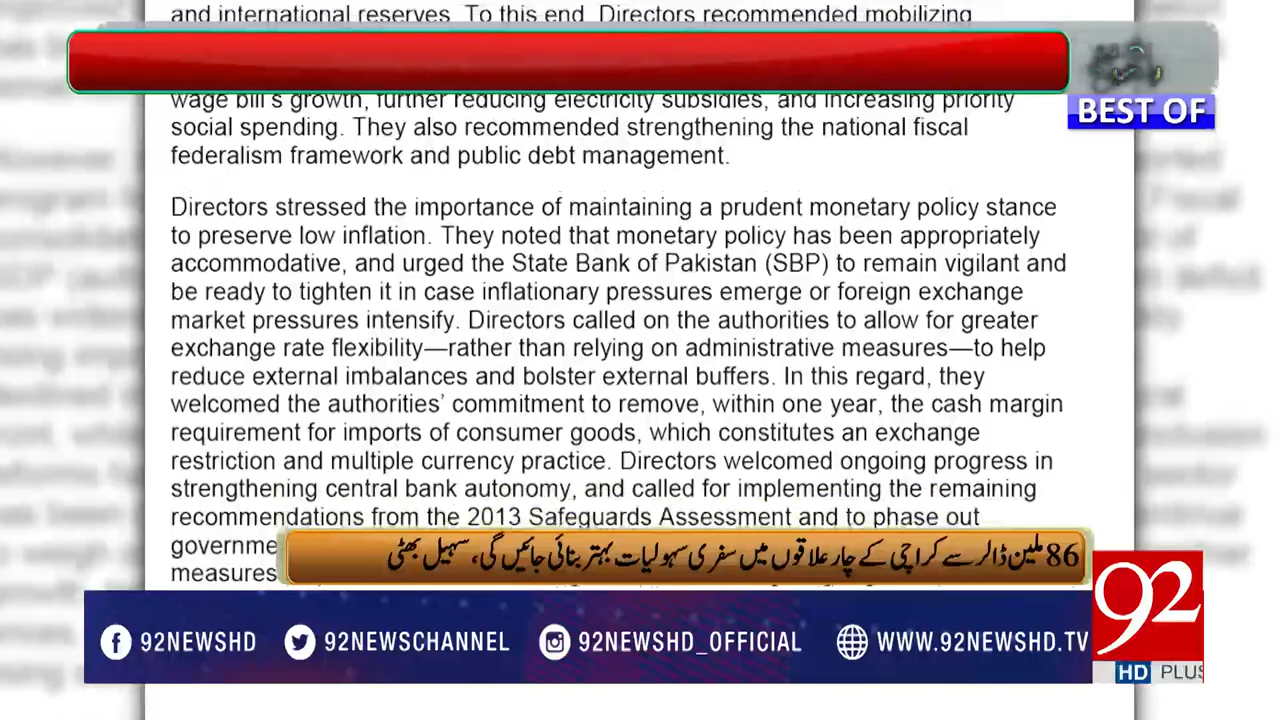 and international reserves. To this end, Directors recommended mobilizing
BEST OF
wage bill's growth, further reducing electricity subsidies, and increasing priority
social spending. They also recommended strengthening the national fiscal
federalism framework and public debt management.
Directors stressed the importance of maintaining a prudent monetary policy stance
to preserve low inflation. They noted that monetary policy has been appropriately
accommodative, and urged the State Bank of Pakistan (SBP) to remain vigilant and
be ready to tighten it in case inflationary pressures emerge or foreign exchange
market pressures intensify. Directors called on the authorities to allow for greater
exchange rate flexibility—rather than relying on administrative measures—to help
reduce external imbalances and bolster external buffers. In this regard, they
welcomed the authorities' commitment to remove, within one year, the cash margin
requirement for imports of consumer goods, which constitutes an exchange
restriction and multiple currency practice. Directors welcomed ongoing progress in
strengthening central bank autonomy, and called for implementing the remaining
recommendations from the 2013 Safeguards Assessment and to phase out
governme
measures
86 ملین ڈالر سے کراچی کے چار علاقوں میں سفری سہولیات بہتر بنائی جائیں گی، سہیل بھٹی
92NEWSHD 92NEWSCHANNEL 92NEWSHD_OFFICIAL WWW.92NEWSHD.TV
92
HD PLUS